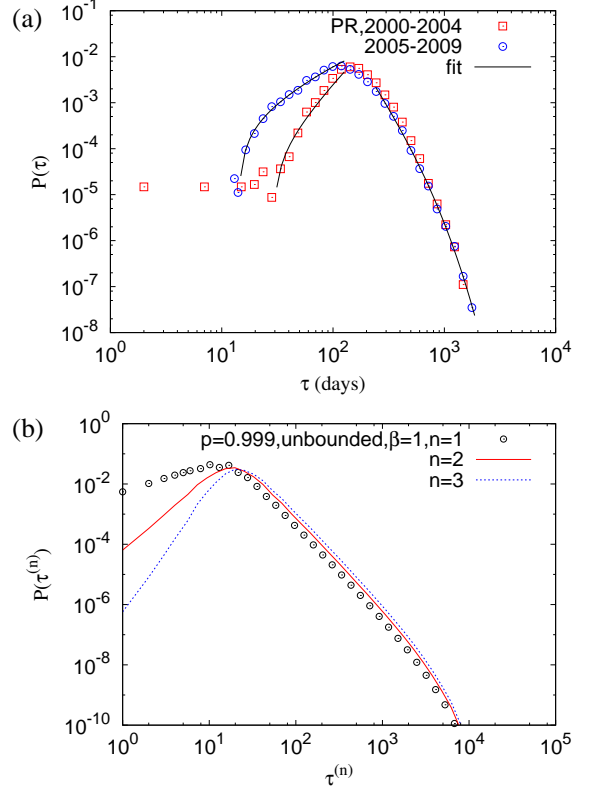 (a)
PR,2000-2004
2005-2009
fit
P(τ)
10^-1
10^-2
10^-3
10^-4
10^-5
10^-6
10^-7
10^-8
10^0 10^1 10^2 10^3 10^4
τ (days)
(b)
p=0.999,unbounded,β=1,n=1
n=2
n=3
P(τ^(n))
10^0
10^-2
10^-4
10^-6
10^-8
10^-10
10^0 10^1 10^2 10^3 10^4 10^5
τ^(n)